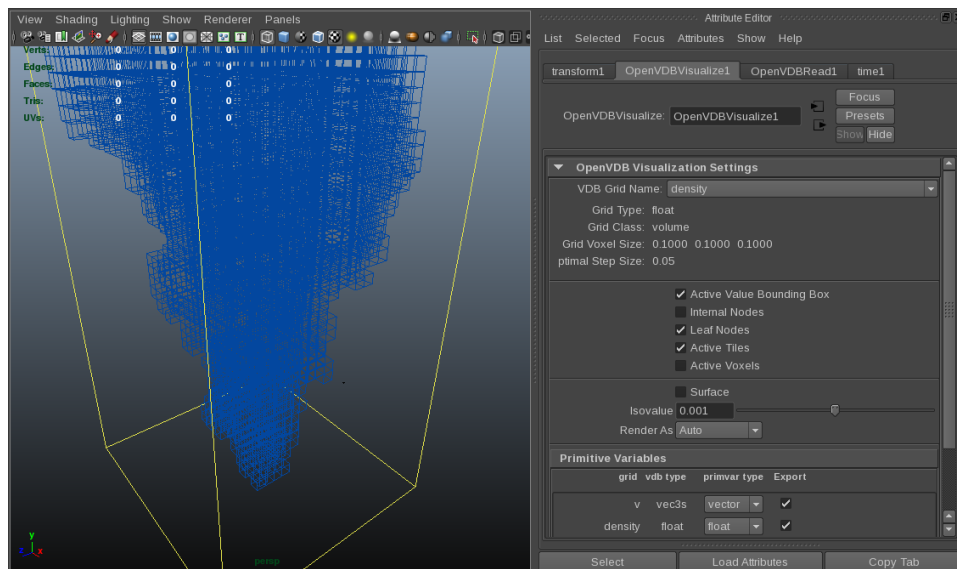 View Shading Lighting Show Renderer Panels
Verts: 0 0 0
Edges: 0 0 0
Faces: 0 0 0
Tris: 0 0 0
UVs: 0 0 0
y
z x
persp
Attribute Editor
List Selected Focus Attributes Show Help
transform1 OpenVDBVisualize1 OpenVDBRead1 time1
OpenVDBVisualize: OpenVDBVisualize1
Focus
Presets
Show Hide
OpenVDB Visualization Settings
VDB Grid Name: density
Grid Type: float
Grid Class: volume
Grid Voxel Size: 0.1000 0.1000 0.1000
ptimal Step Size: 0.05
Active Value Bounding Box
Internal Nodes
Leaf Nodes
Active Tiles
Active Voxels
Surface
Isovalue 0.001
Render As Auto
Primitive Variables
grid vdb type primvar type Export
v vec3s vector
density float float
Select Load Attributes Copy Tab